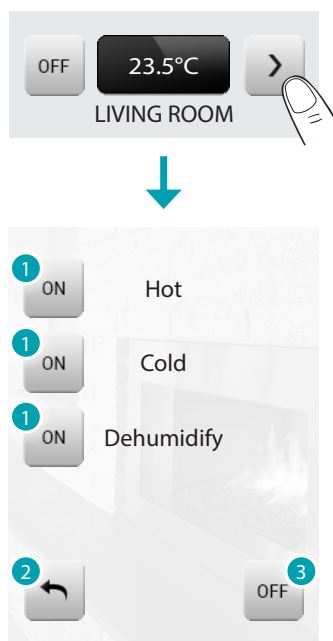 OFF 23.5°C >
LIVING ROOM
1
ON Hot
1
ON Cold
1
ON Dehumidify
2 3
OFF